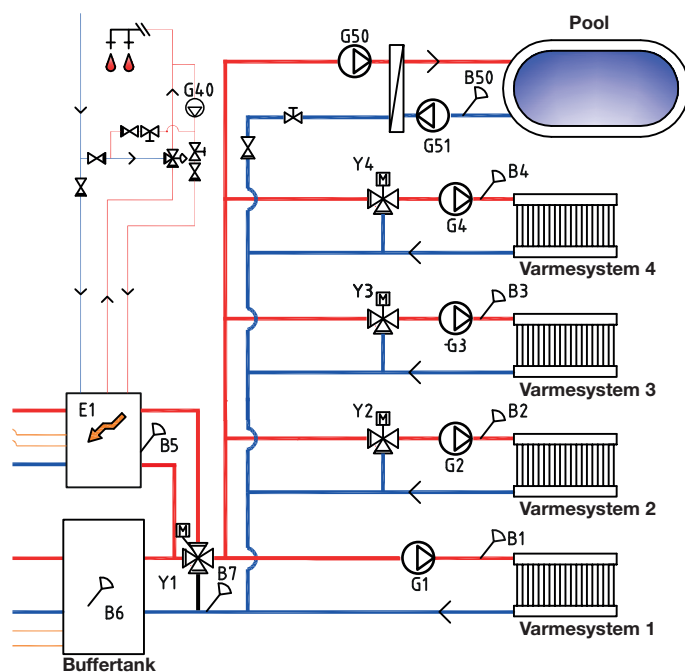 Pool
G50
B50
G40
G51
Y4
M
B4
G4
Varmesystem 4
Y3
M
B3
-G3
Varmesystem 3
E1
Y2
M
B2
B5
G2
Varmesystem 2
M
B1
Y1
B7
G1
B6
Varmesystem 1
Buffertank